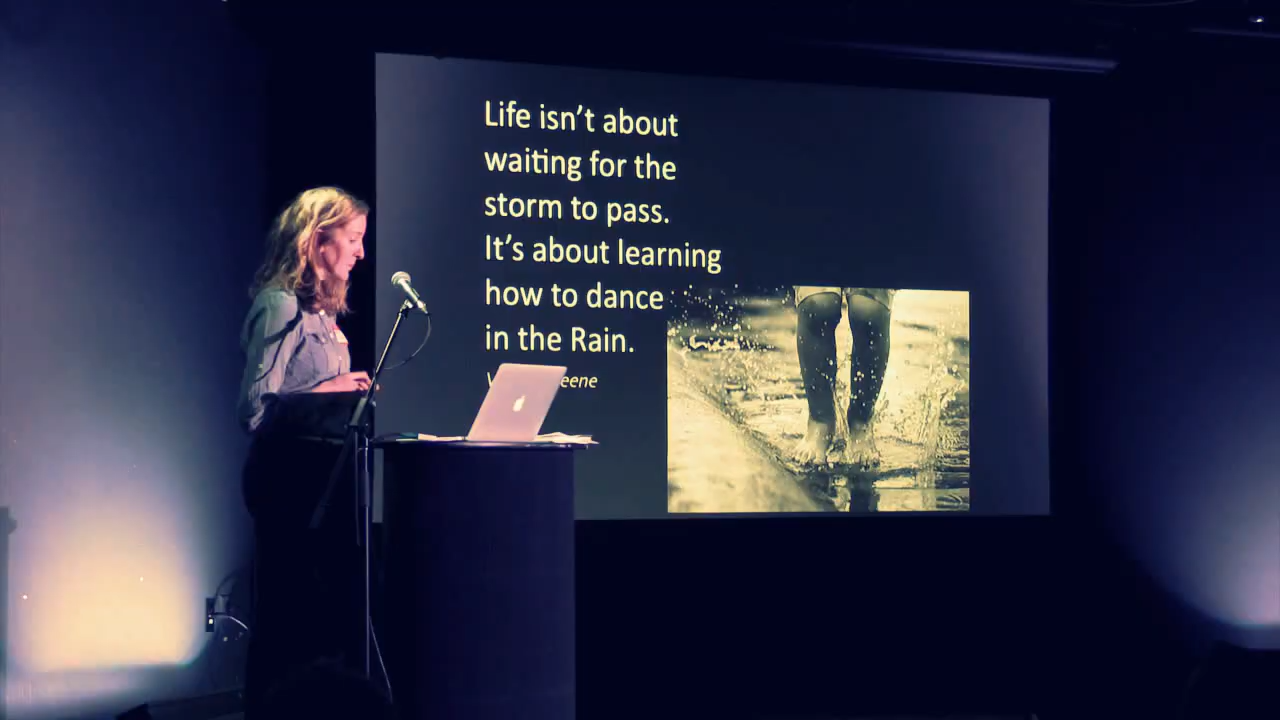 Life isn’t about
waiting for the
storm to pass.
It’s about learning
how to dance
in the Rain.